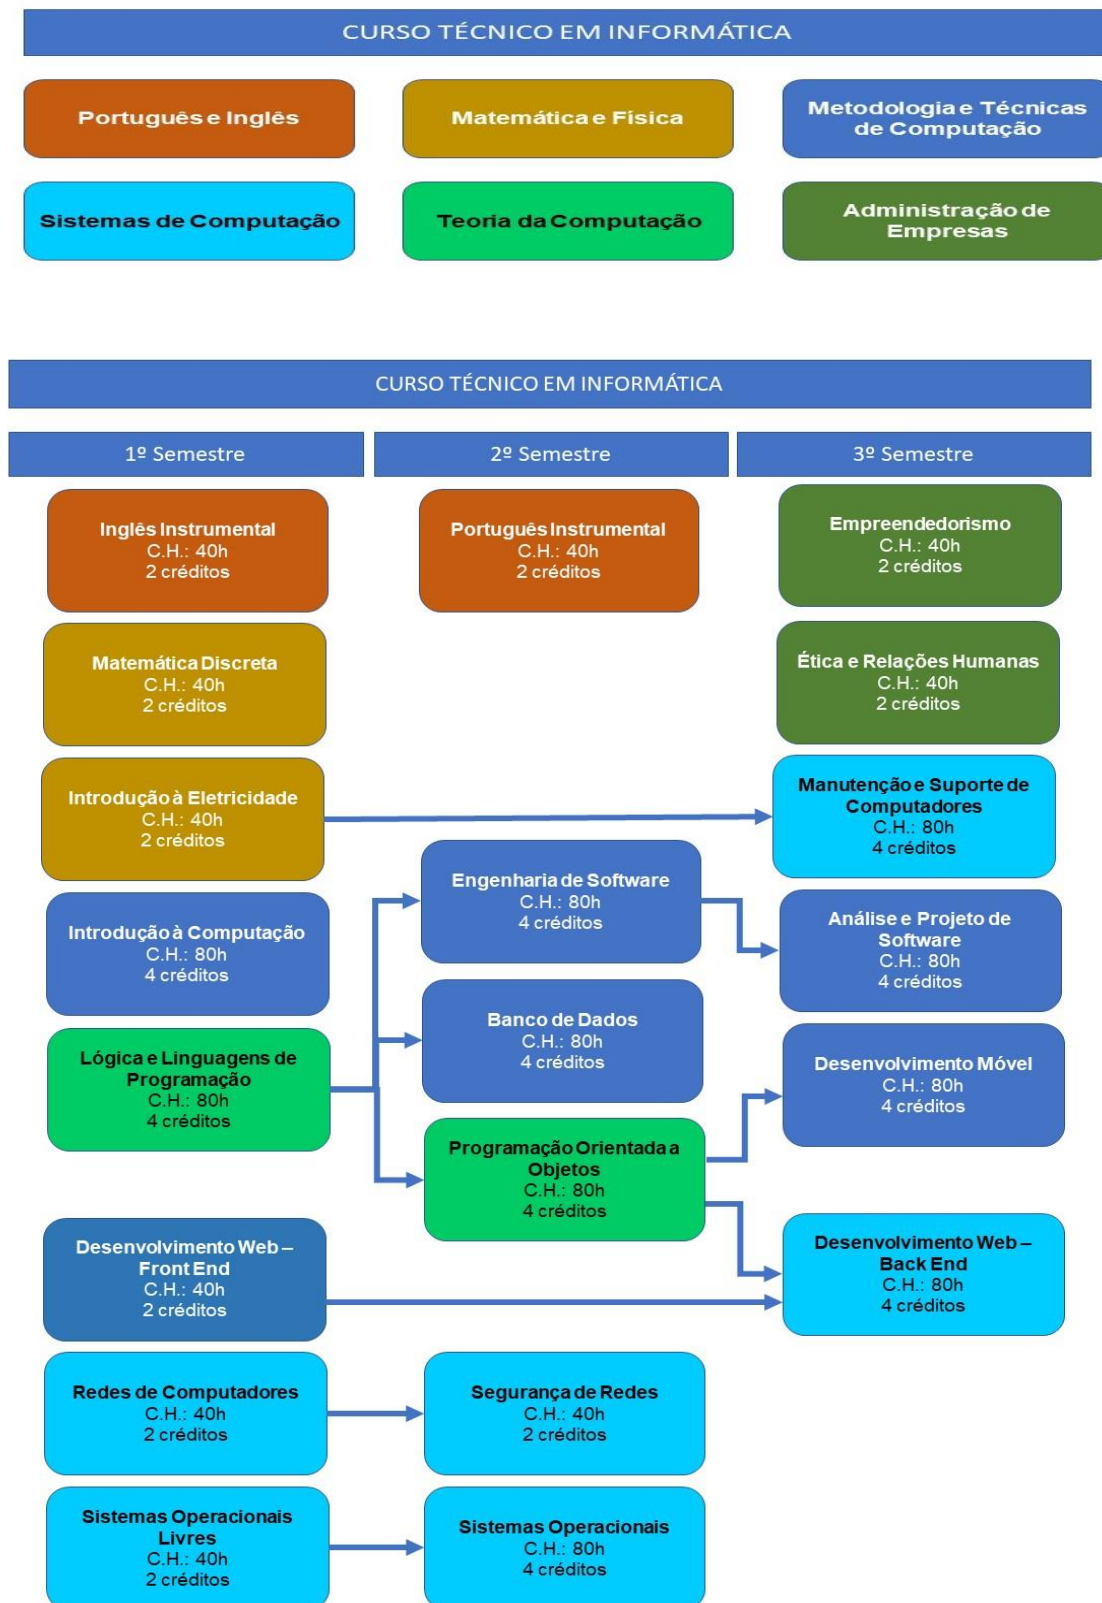 CURSO TÉCNICO EM INFORMÁTICA
Português e Inglês
Matemática e Física
Metodologia e Técnicas
de Computação
Sistemas de Computação
Teoria da Computação
Administração de
Empresas
CURSO TÉCNICO EM INFORMÁTICA
1º Semestre
2º Semestre
3º Semestre
Inglês Instrumental
C.H.: 40h
2 créditos
Português Instrumental
C.H.: 40h
2 créditos
Empreendedorismo
C.H.: 40h
2 créditos
Matemática Discreta
C.H.: 40h
2 créditos
Ética e Relações Humanas
C.H.: 40h
2 créditos
Introdução à Eletricidade
C.H.: 40h
2 créditos
Manutenção e Suporte de
Computadores
C.H.: 80h
4 créditos
Engenharia de Software
C.H.: 80h
4 créditos
Introdução à Computação
C.H.: 80h
4 créditos
Análise e Projeto de
Software
C.H.: 80h
4 créditos
Banco de Dados
C.H.: 80h
4 créditos
Lógica e Linguagens de
Programação
C.H.: 80h
4 créditos
Desenvolvimento Móvel
C.H.: 80h
4 créditos
Programação Orientada a
Objetos
C.H.: 80h
4 créditos
Desenvolvimento Web –
Front End
C.H.: 40h
2 créditos
Desenvolvimento Web –
Back End
C.H.: 80h
4 créditos
Redes de Computadores
C.H.: 40h
2 créditos
Segurança de Redes
C.H.: 40h
2 créditos
Sistemas Operacionais
Livres
C.H.: 40h
2 créditos
Sistemas Operacionais
C.H.: 80h
4 créditos